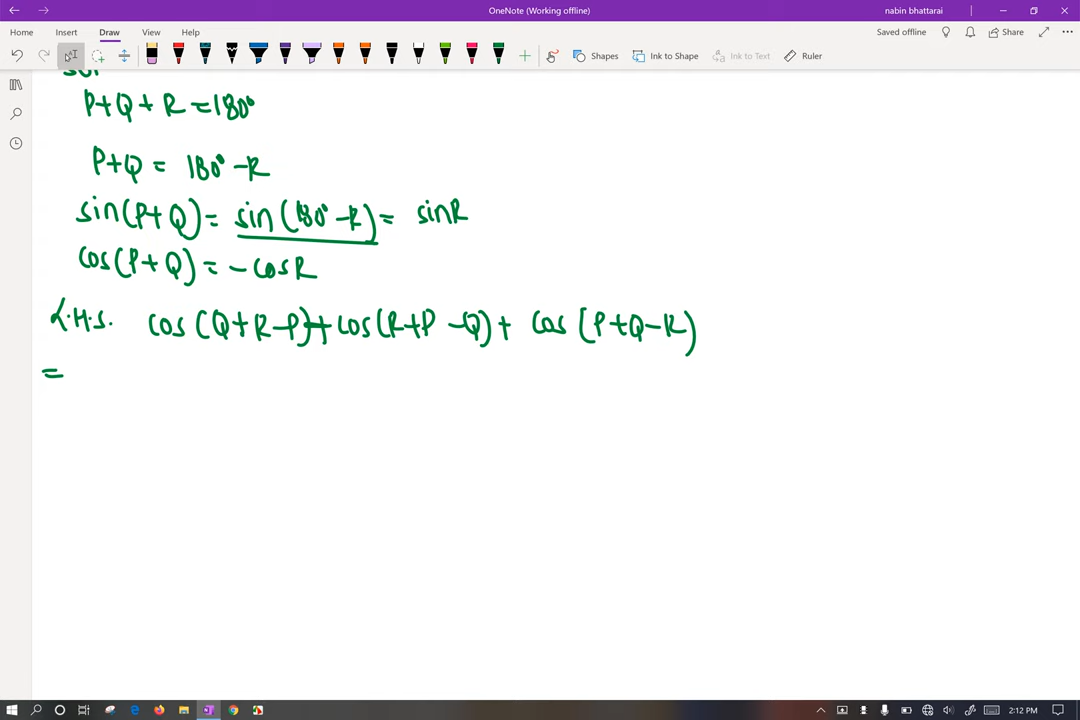 OneNote (Working offline)
nabin bhattarai
Home Insert Draw View Help
Saved offline
Share
Shapes
Ink to Shape
Ink to Text
Ruler
P+Q+R=180°
P+Q = 180°-R
sin(P+Q)= sin(180°-R)= sinR
cos(P+Q)= -cosR
L.H.S. cos(Q+R-P)+cos(R+P-Q)+ cos(P+Q-R)
=
2:12 PM